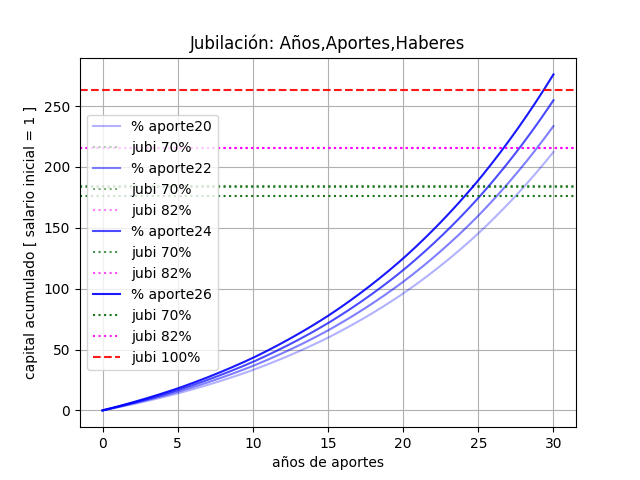 Jubilación: Años,Aportes,Haberes
capital acumulado [ salario inicial = 1 ]
250
200
150
100
50
0
% aporte20
jubi 70%
% aporte22
jubi 70%
jubi 82%
% aporte24
jubi 70%
jubi 82%
% aporte26
jubi 70%
jubi 82%
jubi 100%
0 5 10 15 20 25 30
años de aportes